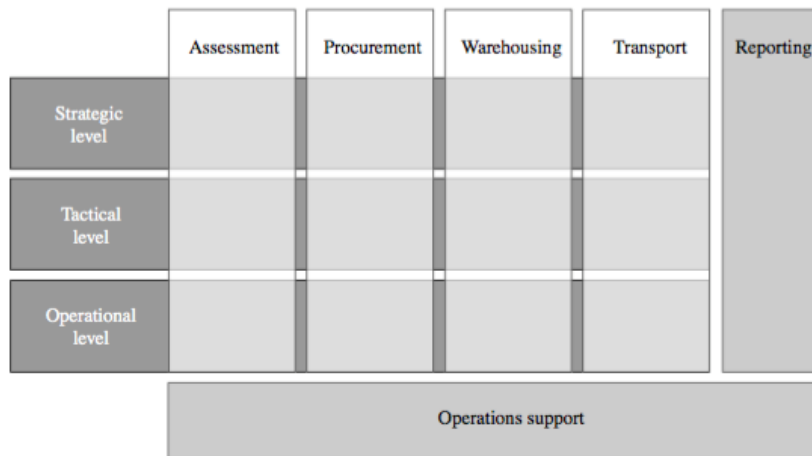 Assessment
Procurement
Warehousing
Transport
Reporting
Strategic
level
Tactical
level
Operational
level
Operations support